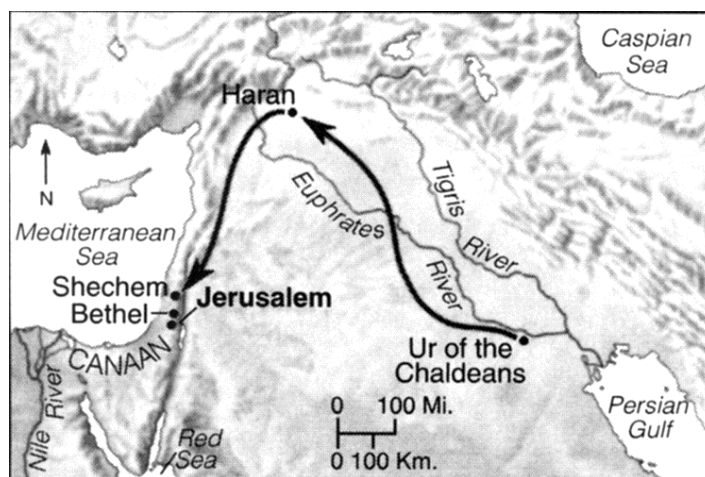 Caspian
Sea
Haran
N
Tigris
River
Euphrates
River
Mediterranean
Sea
Shechem
Bethel
Jerusalem
CANAAN
Ur of the
Chaldeans
Nile River
Red
Sea
0 100 Mi.
0 100 Km.
Persian
Gulf